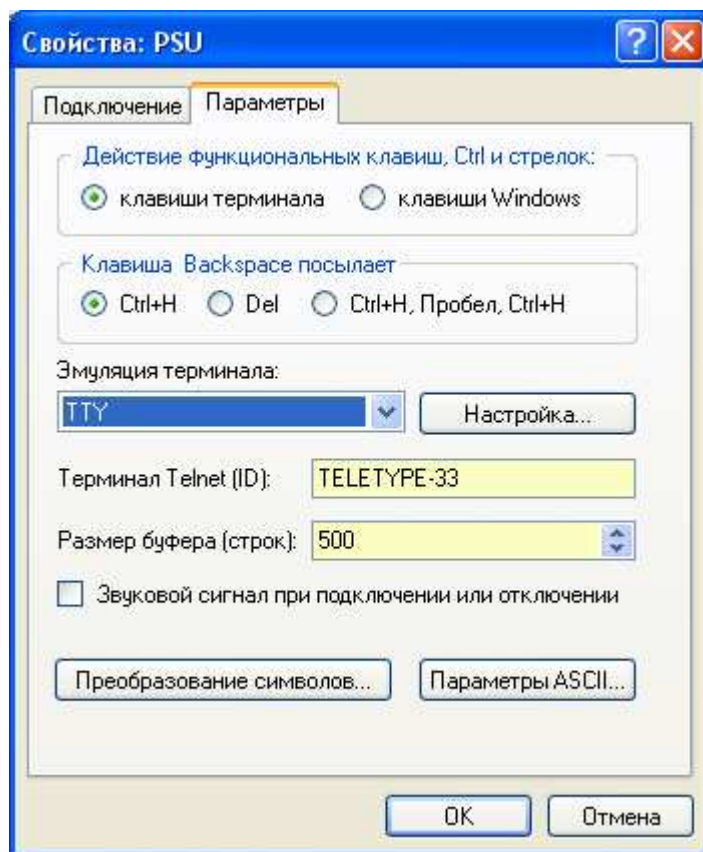 Свойства: PSU
Подключение Параметры
Действие функциональных клавиш, Ctrl и стрелок:
клавиши терминала клавиши Windows
Клавиша Backspace посылает
Ctrl+H Del Ctrl+H, Пробел, Ctrl+H
Эмуляция терминала:
TTY Настройка...
Терминал Telnet (ID): TELETYPE-33
Размер буфера (строк): 500
Звуковой сигнал при подключении или отключении
Преобразование символов... Параметры ASCII...
OK Отмена